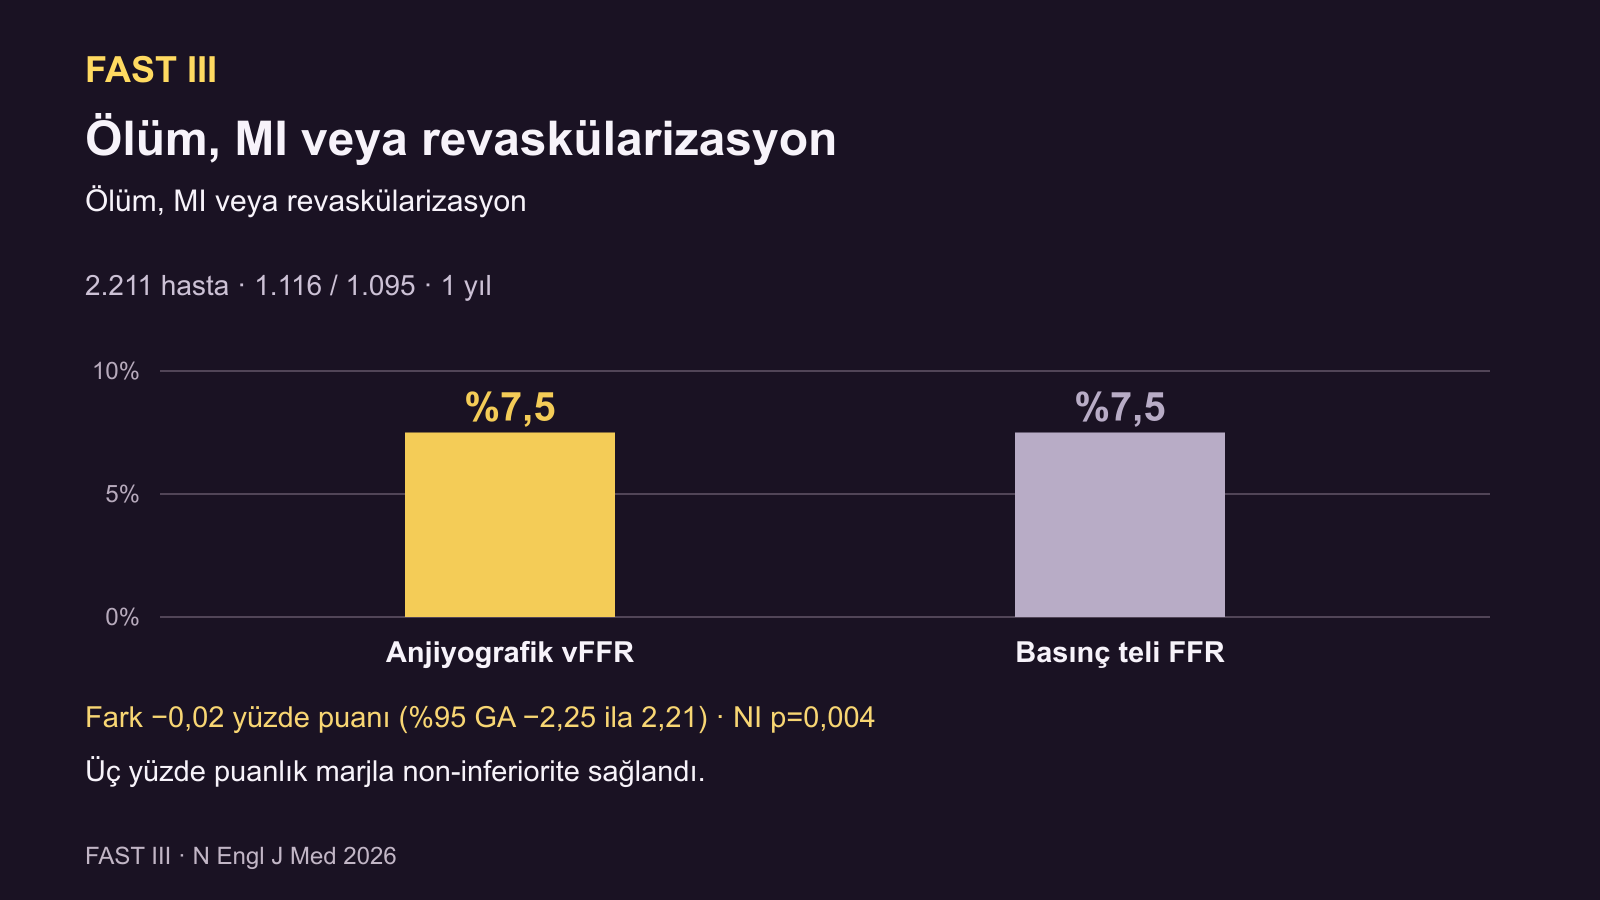 FAST III
Ölüm, MI veya revaskülarizasyon
Ölüm, MI veya revaskülarizasyon
2.211 hasta · 1.116 / 1.095 · 1 yıl
10%
%7,5
%7,5
5%
0%
Anjiyografik vFFR
Basınç teli FFR
Fark −0,02 yüzde puanı (%95 GA −2,25 ila 2,21) · NI p=0,004
Üç yüzde puanlık marjla non-inferiorite sağlandı.
FAST III · N Engl J Med 2026